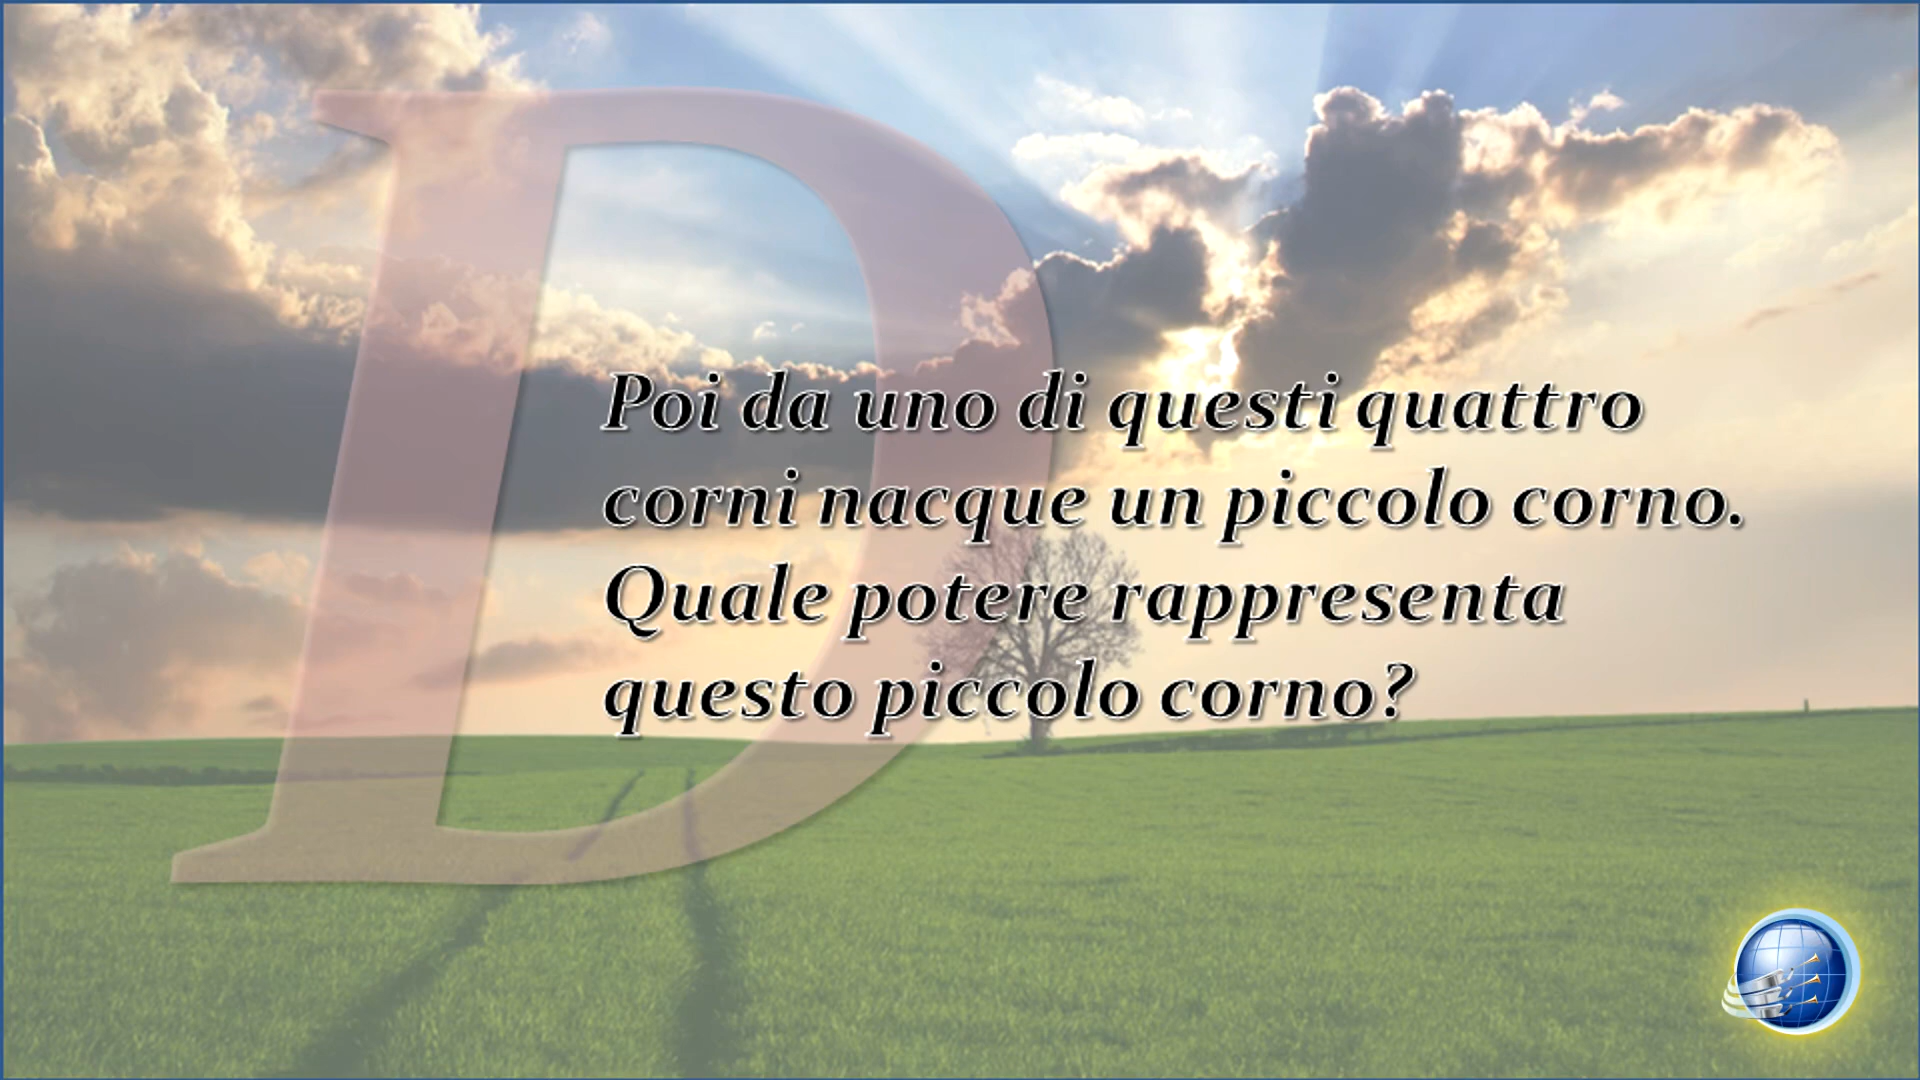 D
Poi da uno di questi quattro
corni nacque un piccolo corno.
Quale potere rappresenta
questo piccolo corno?